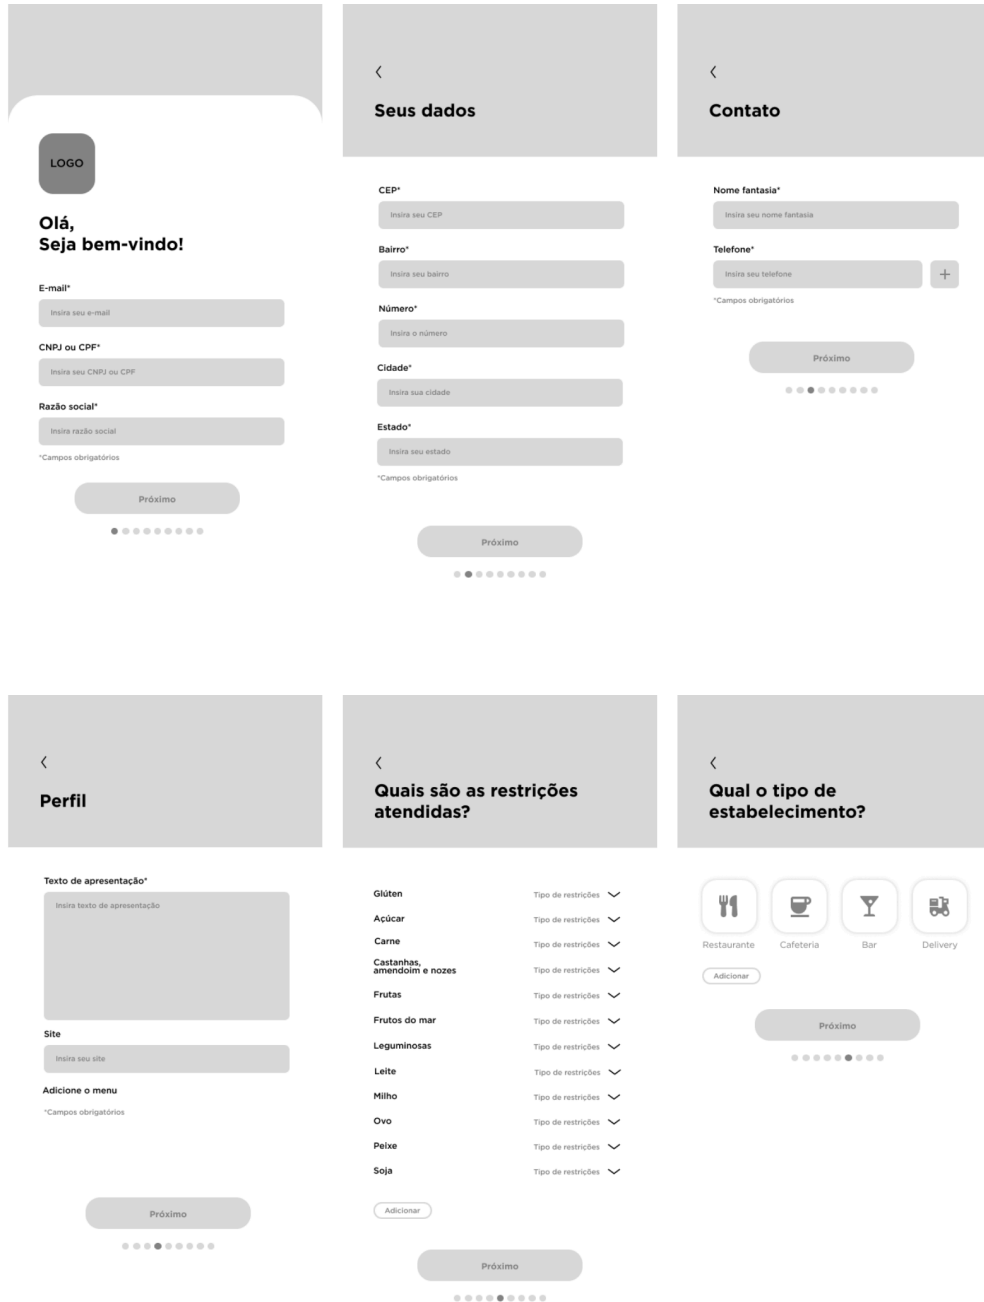 LOGO
Olá,
Seja bem-vindo!
E-mail*
Insira seu e-mail
CNPJ ou CPF*
Insira seu CNPJ ou CPF
Razão social*
Insira razão social
*Campos obrigatórios
Próximo
Seus dados
CEP*
Insira seu CEP
Bairro*
Insira seu bairro
Número*
Insira o número
Cidade*
Insira sua cidade
Estado*
Insira seu estado
*Campos obrigatórios
Próximo
Contato
Nome fantasia*
Insira seu nome fantasia
Telefone*
Insira seu telefone
+
*Campos obrigatórios
Próximo
Perfil
Texto de apresentação*
Insira texto de apresentação
Site
Insira seu site
Adicione o menu
*Campos obrigatórios
Próximo
Quais são as restrições
atendidas?
Glúten Tipo de restrições
Açúcar Tipo de restrições
Carne Tipo de restrições
Castanhas,
amendoim e nozes Tipo de restrições
Frutas Tipo de restrições
Frutos do mar Tipo de restrições
Leguminosas Tipo de restrições
Leite Tipo de restrições
Milho Tipo de restrições
Ovo Tipo de restrições
Peixe Tipo de restrições
Soja Tipo de restrições
Adicionar
Próximo
Qual o tipo de
estabelecimento?
Restaurante Cafeteria Bar Delivery
Adicionar
Próximo